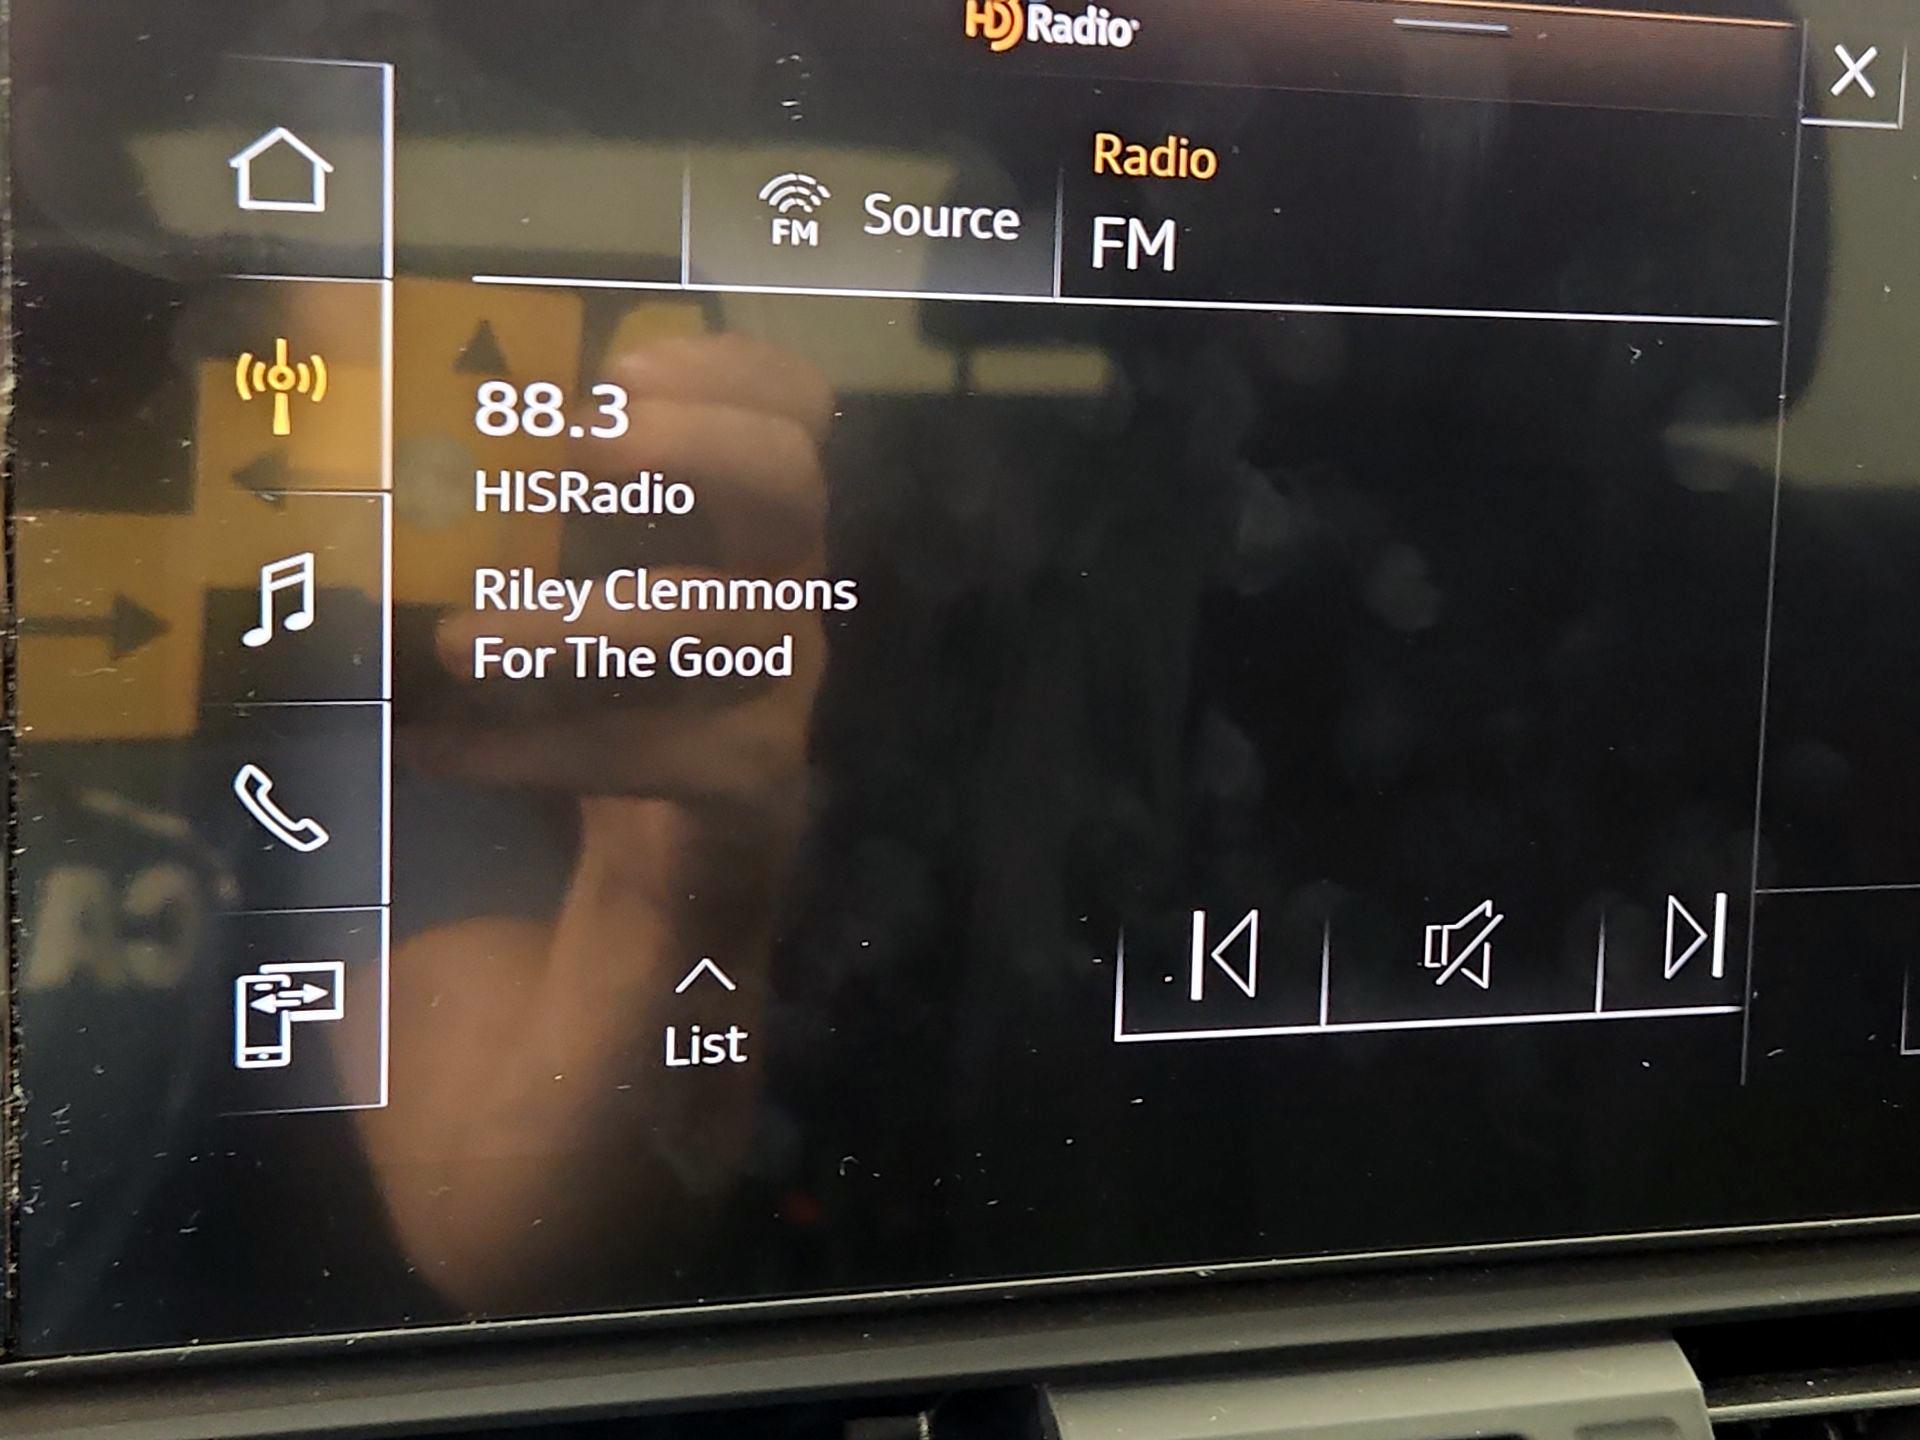 HD Radio
Radio
FM
Source
FM
88.3
HISRadio
Riley Clemmons
For The Good
List